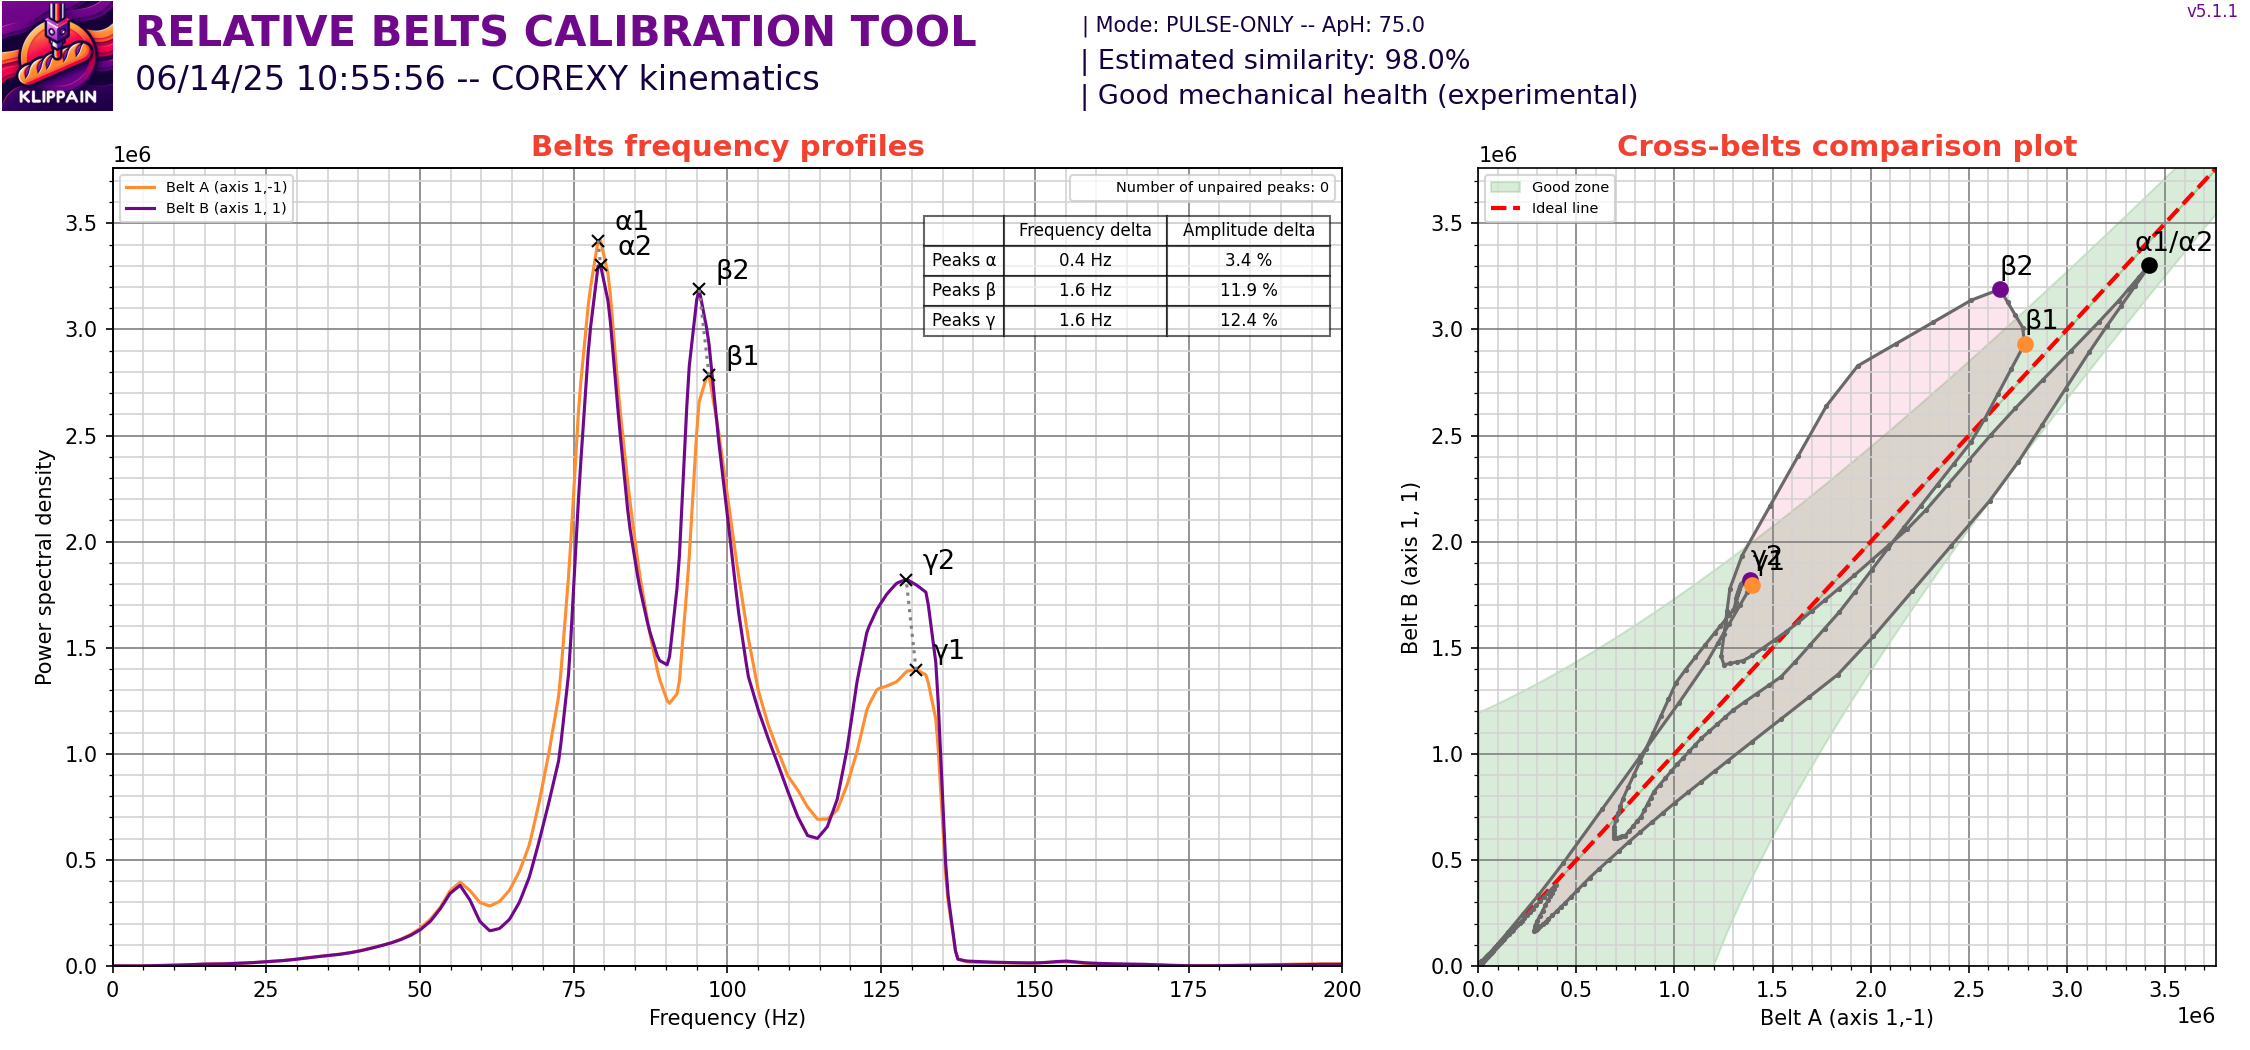 KLIPPAIN
RELATIVE BELTS CALIBRATION TOOL
06/14/25 10:55:56 -- COREXY kinematics
| Mode: PULSE-ONLY -- ApH: 75.0
| Estimated similarity: 98.0%
| Good mechanical health (experimental)
v5.1.1
Belts frequency profiles
1e6
Belt A (axis 1,-1)
Belt B (axis 1, 1)
Number of unpaired peaks: 0
Frequency delta Amplitude delta
Peaks α 0.4 Hz 3.4 %
Peaks β 1.6 Hz 11.9 %
Peaks γ 1.6 Hz 12.4 %
α1
α2
β2
β1
γ2
γ1
3.5
3.0
2.5
2.0
1.5
1.0
0.5
0.0
Power spectral density
0 25 50 75 100 125 150 175 200
Frequency (Hz)
Cross-belts comparison plot
1e6
Good zone
Ideal line
α1/α2
β2
β1
γ2
γ1
3.5
3.0
2.5
2.0
1.5
1.0
0.5
0.0
Belt B (axis 1, 1)
0.0 0.5 1.0 1.5 2.0 2.5 3.0 3.5
Belt A (axis 1,-1)
1e6